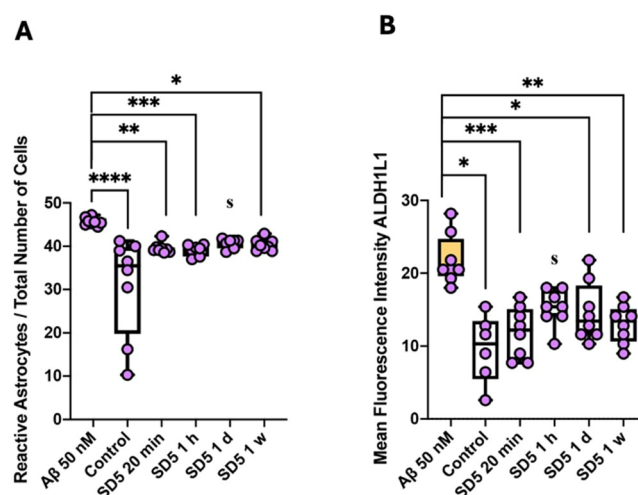 A
Reactive Astrocytes / Total Number of Cells
*
***
**
****
s
50
40
30
20
10
0
Aβ 50 nM
Control
SD5 20 min
SD5 1 h
SD5 1 d
SD5 1 w
B
Mean Fluorescence Intensity ALDH1L1
**
*
***
*
s
30
20
10
0
Aβ 50 nM
Control
SD5 20 min
SD5 1 h
SD5 1 d
SD5 1 w